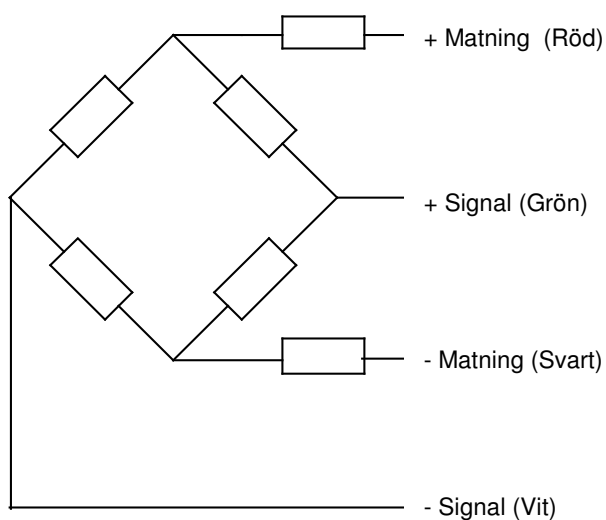 + Matning (Röd)
+ Signal (Grön)
- Matning (Svart)
- Signal (Vit)